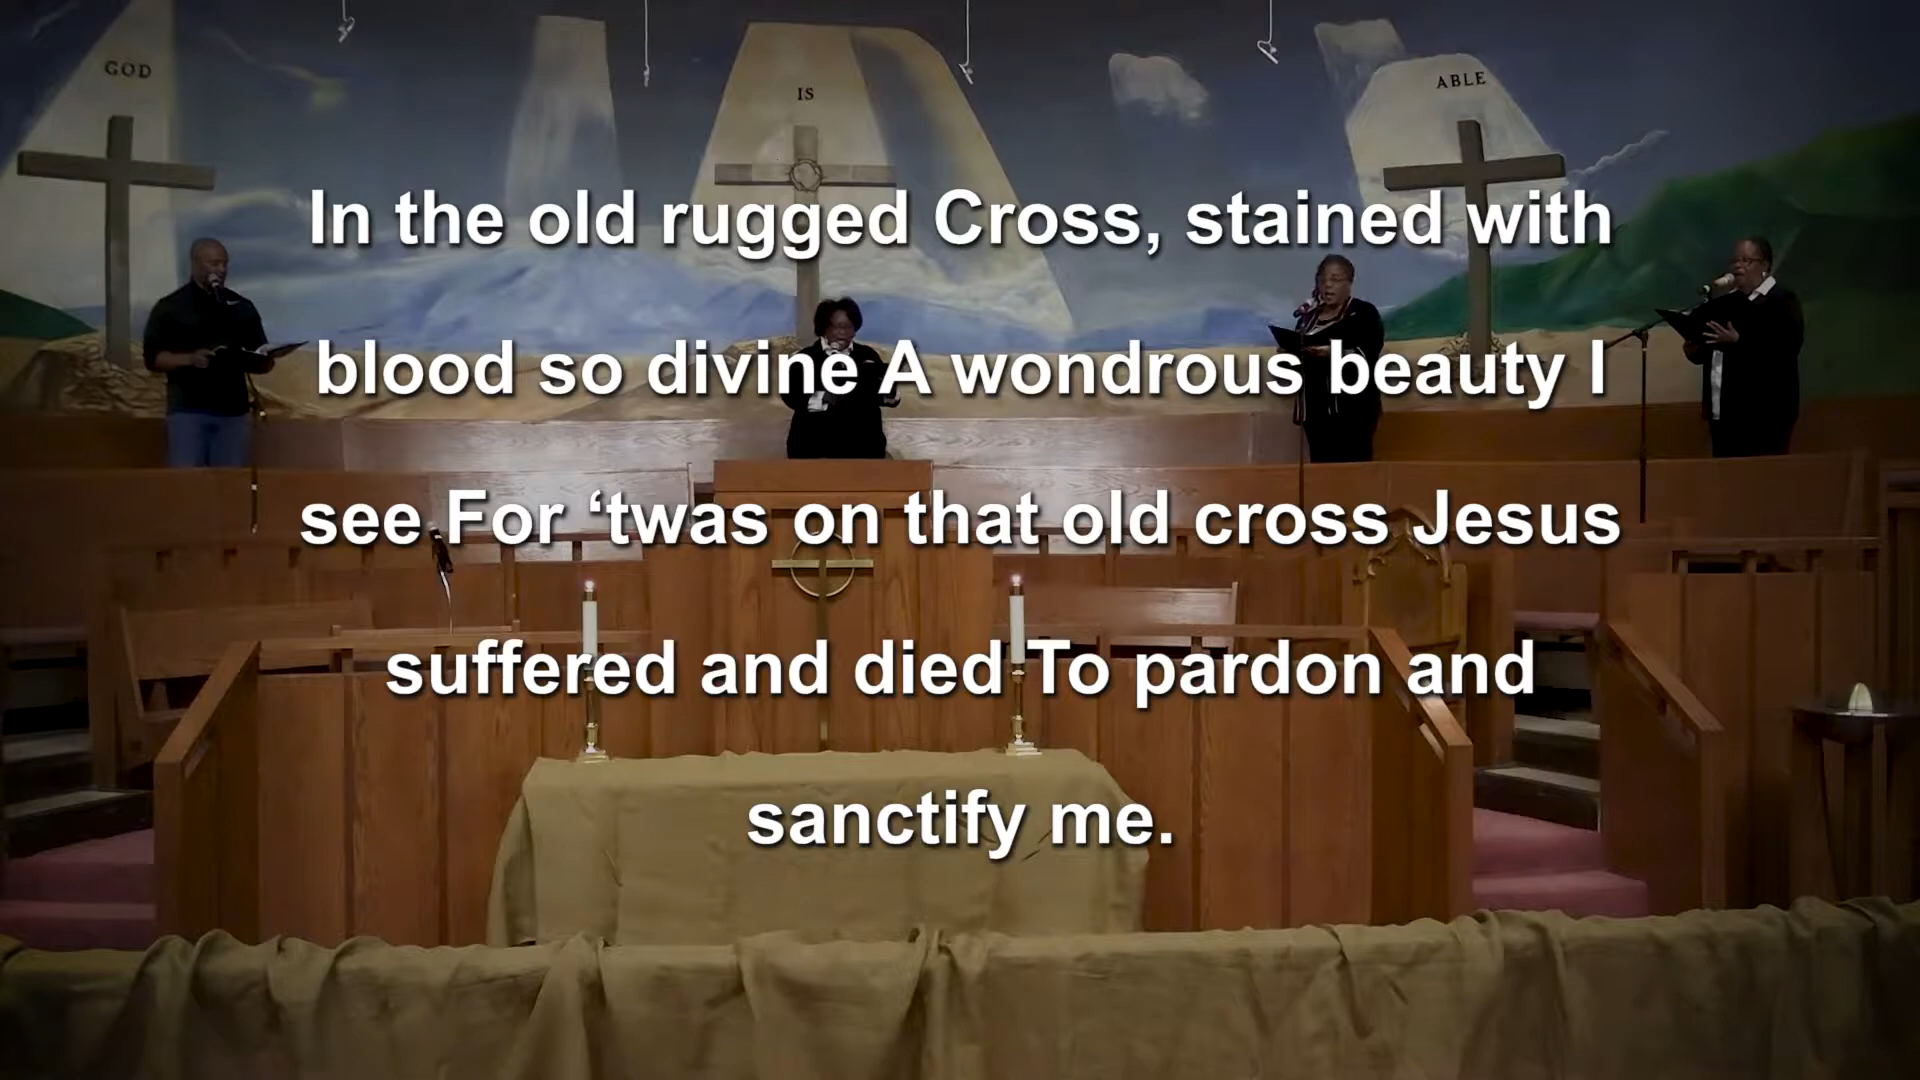 GOD
IS
ABLE
In the old rugged Cross, stained with
blood so divine A wondrous beauty I
see For ‘twas on that old cross Jesus
suffered and died To pardon and
sanctify me.